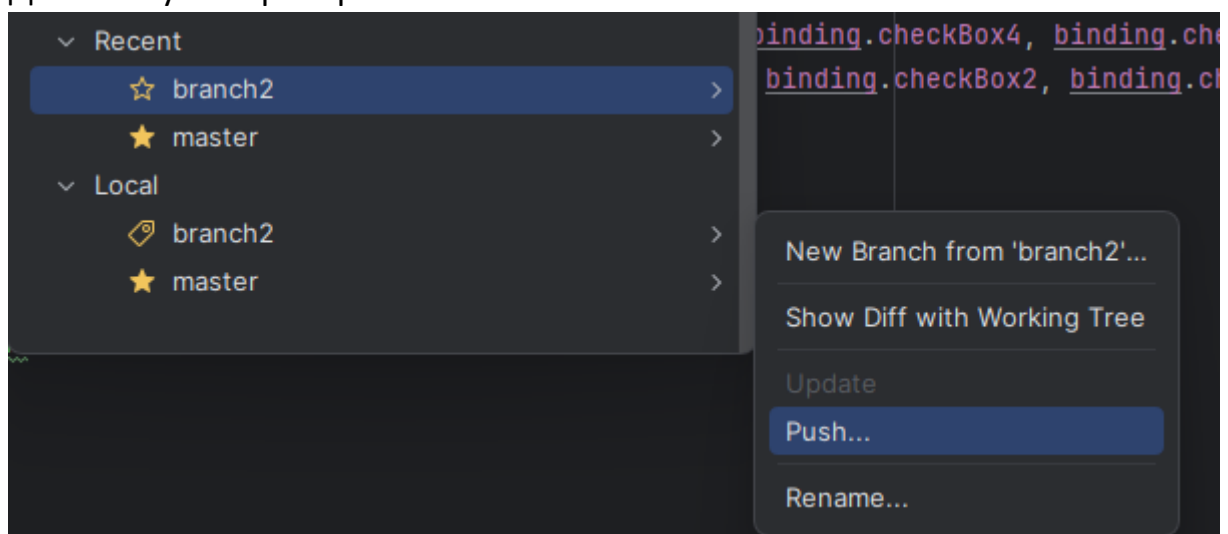 Recent
branch2
master
Local
branch2
master
binding.checkBox4, binding.che
binding.checkBox2, binding.ch
New Branch from 'branch2'...
Show Diff with Working Tree
Update
Push...
Rename...